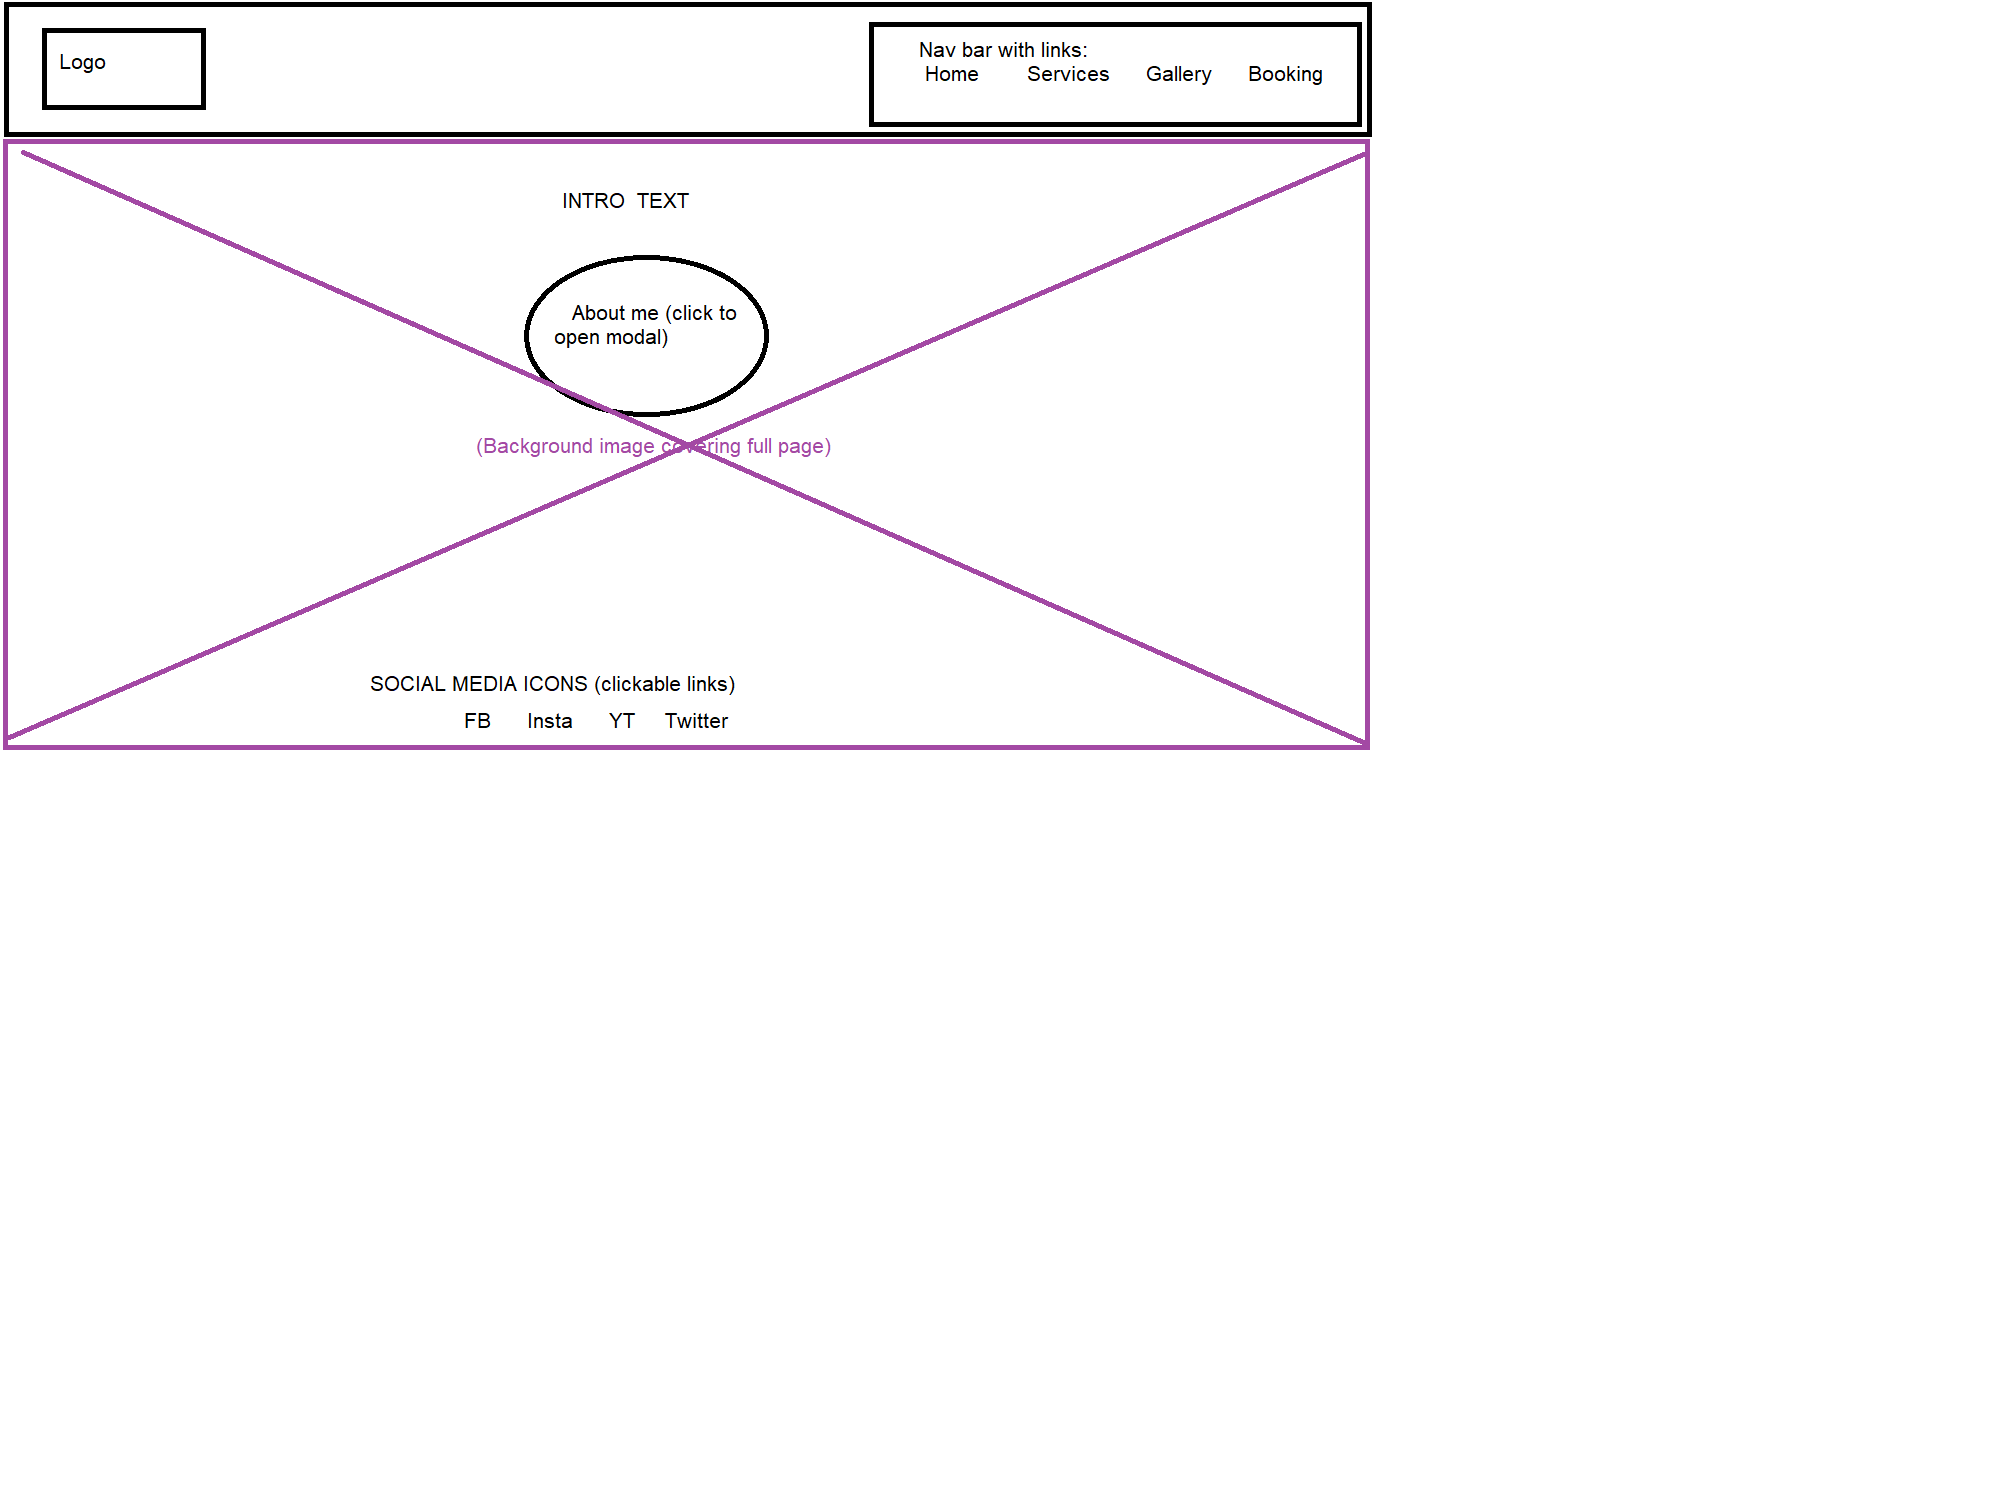 Logo
Nav bar with links:
Home Services Gallery Booking
INTRO TEXT
About me (click to
open modal)
(Background image covering full page)
SOCIAL MEDIA ICONS (clickable links)
FB Insta YT Twitter